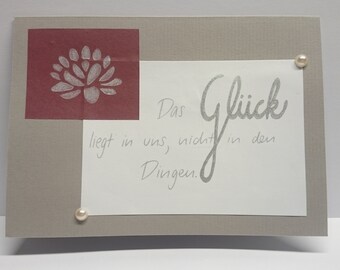 Das Glück
liegt in uns, nicht in den
Dingen.